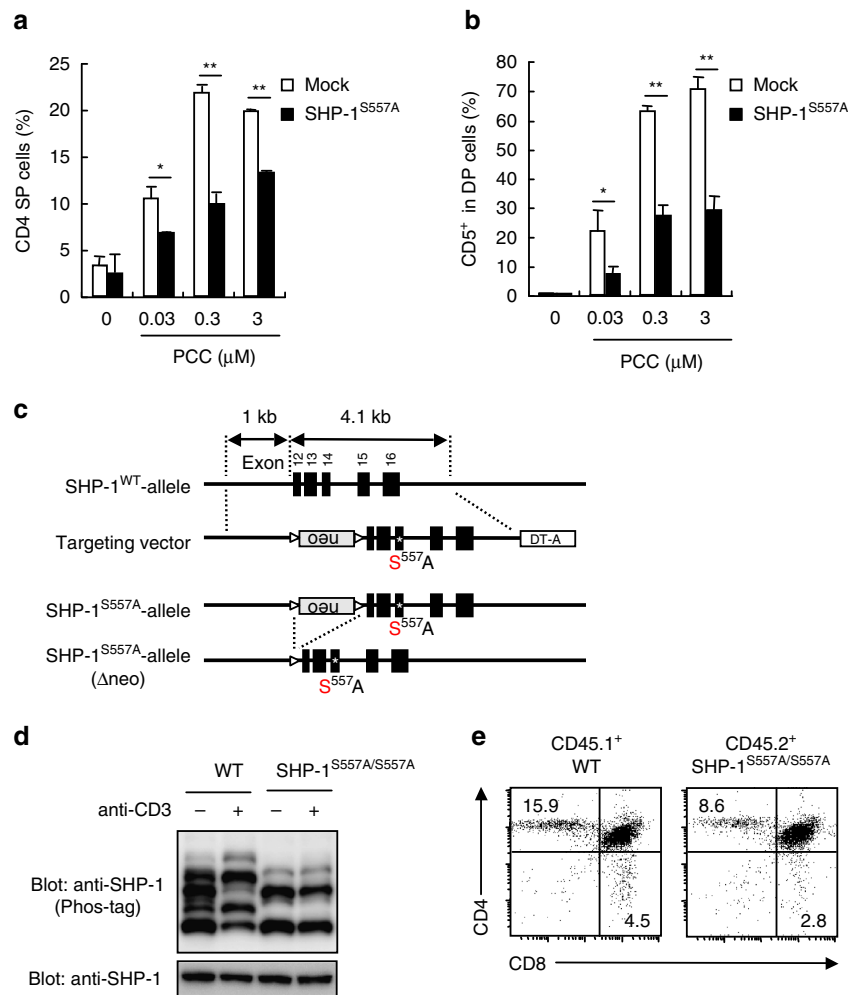 a
CD4 SP cells (%)
25
20
15
10
5
0
*
**
**
Mock
SHP-1S557A
0 0.03 0.3 3
PCC (μM)
b
CD5+ in DP cells (%)
80
70
60
50
40
30
20
10
0
*
**
**
Mock
SHP-1S557A
0 0.03 0.3 3
PCC (μM)
c
1 kb 4.1 kb
Exon 12 13 14 15 16
SHP-1WT-allele
Targeting vector
neo
*
DT-A
S557A
SHP-1S557A-allele
neo
*
S557A
SHP-1S557A-allele
(Δneo)
*
S557A
d
WT SHP-1S557A/S557A
anti-CD3 – + – +
Blot: anti-SHP-1
(Phos-tag)
Blot: anti-SHP-1
e
CD45.1+
WT
CD45.2+
SHP-1S557A/S557A
15.9
4.5
8.6
2.8
CD4
CD8